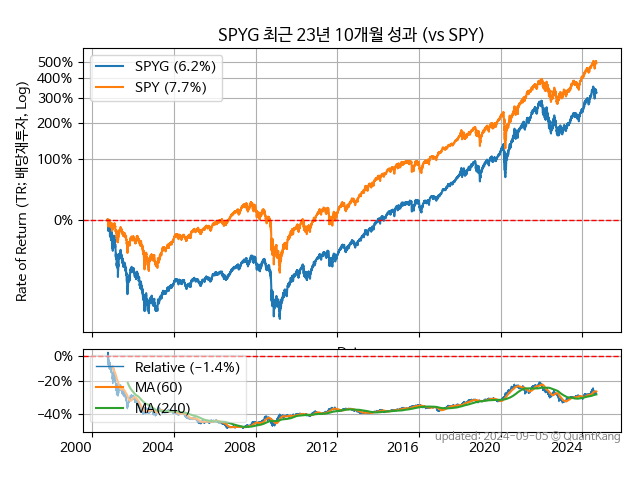 SPYG 최근 23년 10개월 성과 (vs SPY)
500%
400%
300%
200%
100%
0%
Rate of Return (TR: 배당재투자, Log)
SPYG (6.2%)
SPY (7.7%)
0%
−20%
−40%
Relative (−1.4%)
MA(60)
MA(240)
updated: 2024-09-05 © QuantKang
2000
2004
2006
2009
2012
2016
2020
2024